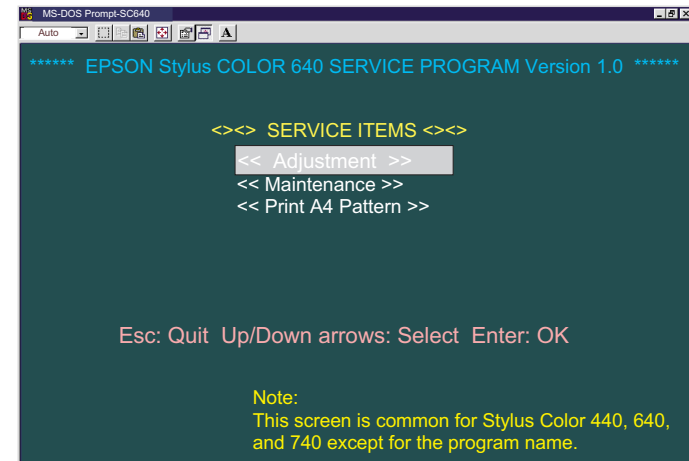 MS-DOS Prompt-SC640
Auto
A
****** EPSON Stylus COLOR 640 SERVICE PROGRAM Version 1.0 ******
<><> SERVICE ITEMS <><>
<< Adjustment >>
<< Maintenance >>
<< Print A4 Pattern >>
Esc: Quit Up/Down arrows: Select Enter: OK
Note:
This screen is common for Stylus Color 440, 640,
and 740 except for the program name.